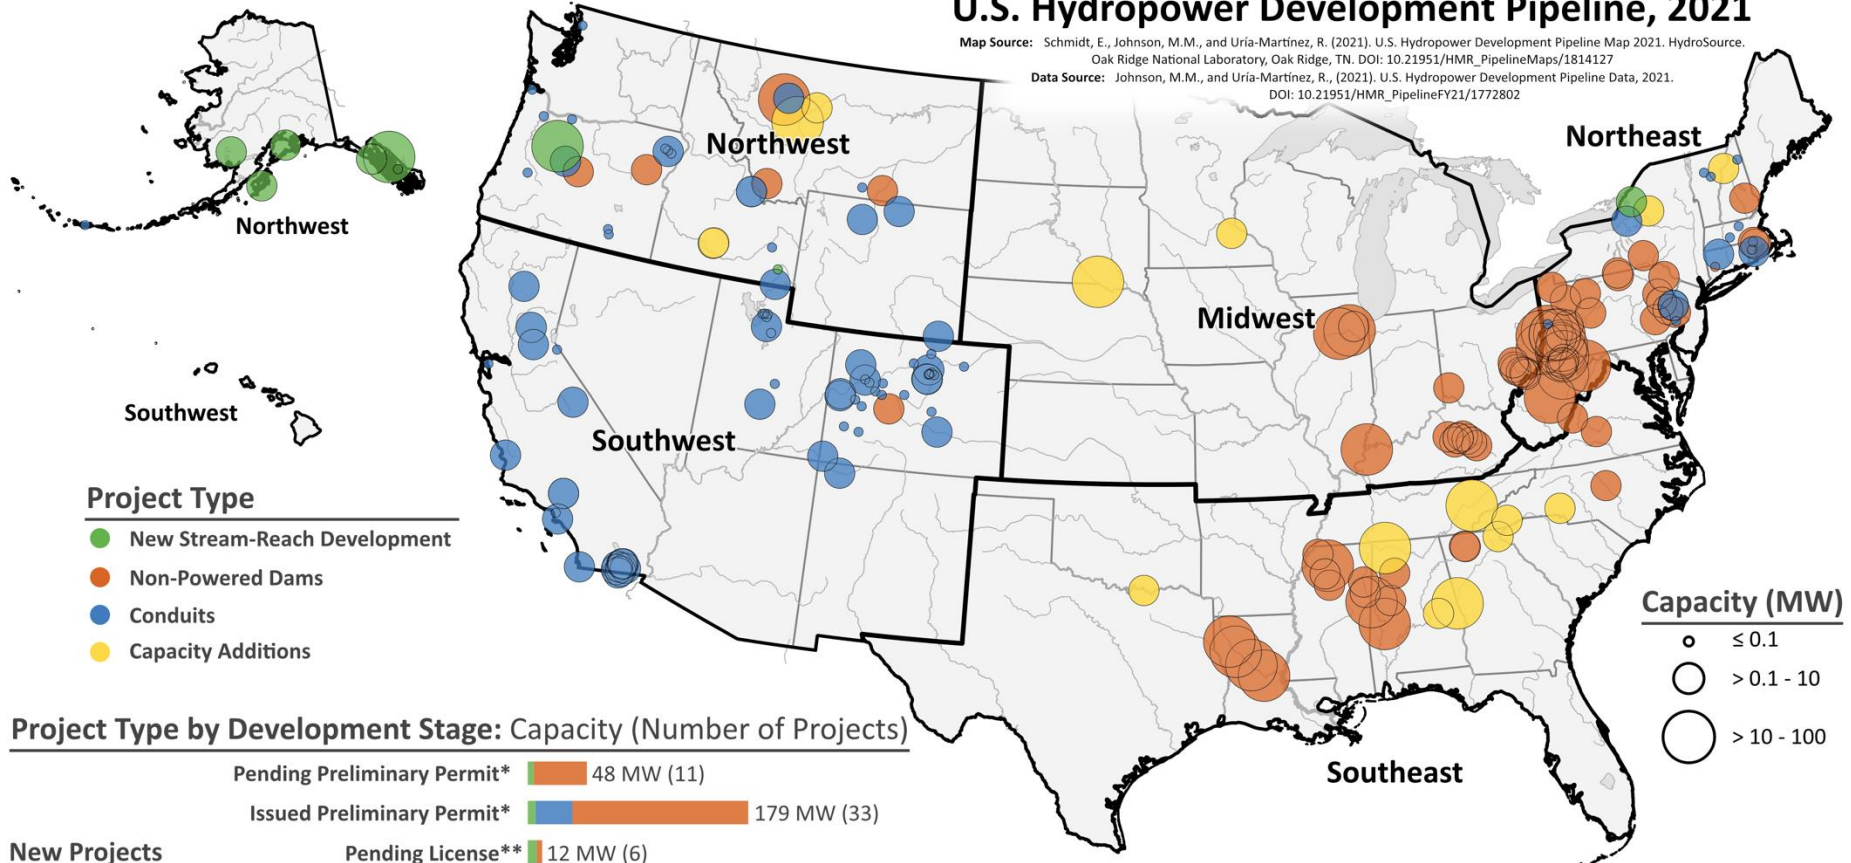 U.S. Hydropower Development Pipeline, 2021
Map Source: Schmidt, E., Johnson, M.M., and Uría-Martínez, R. (2021). U.S. Hydropower Development Pipeline Map 2021. HydroSource.
Oak Ridge National Laboratory, Oak Ridge, TN. DOI: 10.21951/HMR_PipelineMaps/1814127
Data Source: Johnson, M.M., and Uría-Martínez, R., (2021). U.S. Hydropower Development Pipeline Data, 2021.
DOI: 10.21951/HMR_PipelineFY21/1772802
Northwest
Northeast
Northwest
Midwest
Southwest
Southwest
Southeast
Project Type
New Stream-Reach Development
Non-Powered Dams
Conduits
Capacity Additions
Capacity (MW)
≤ 0.1
> 0.1 - 10
> 10 - 100
Project Type by Development Stage: Capacity (Number of Projects)
Pending Preliminary Permit* 48 MW (11)
Issued Preliminary Permit* 179 MW (33)
New Projects
Pending License** 12 MW (6)